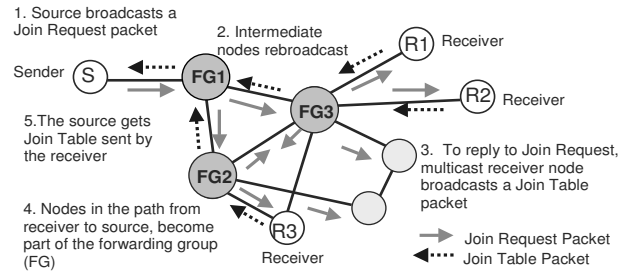 1. Source broadcasts a
Join Request packet
2. Intermediate
nodes rebroadcast
R1
Receiver
Sender
S
FG1
R2
Receiver
FG3
5.The source gets
Join Table sent by
the receiver
3. To reply to Join Request,
multicast receiver node
broadcasts a Join Table
packet
FG2
4. Nodes in the path from
receiver to source, become
part of the forwarding group
(FG)
R3
Receiver
Join Request Packet
Join Table Packet